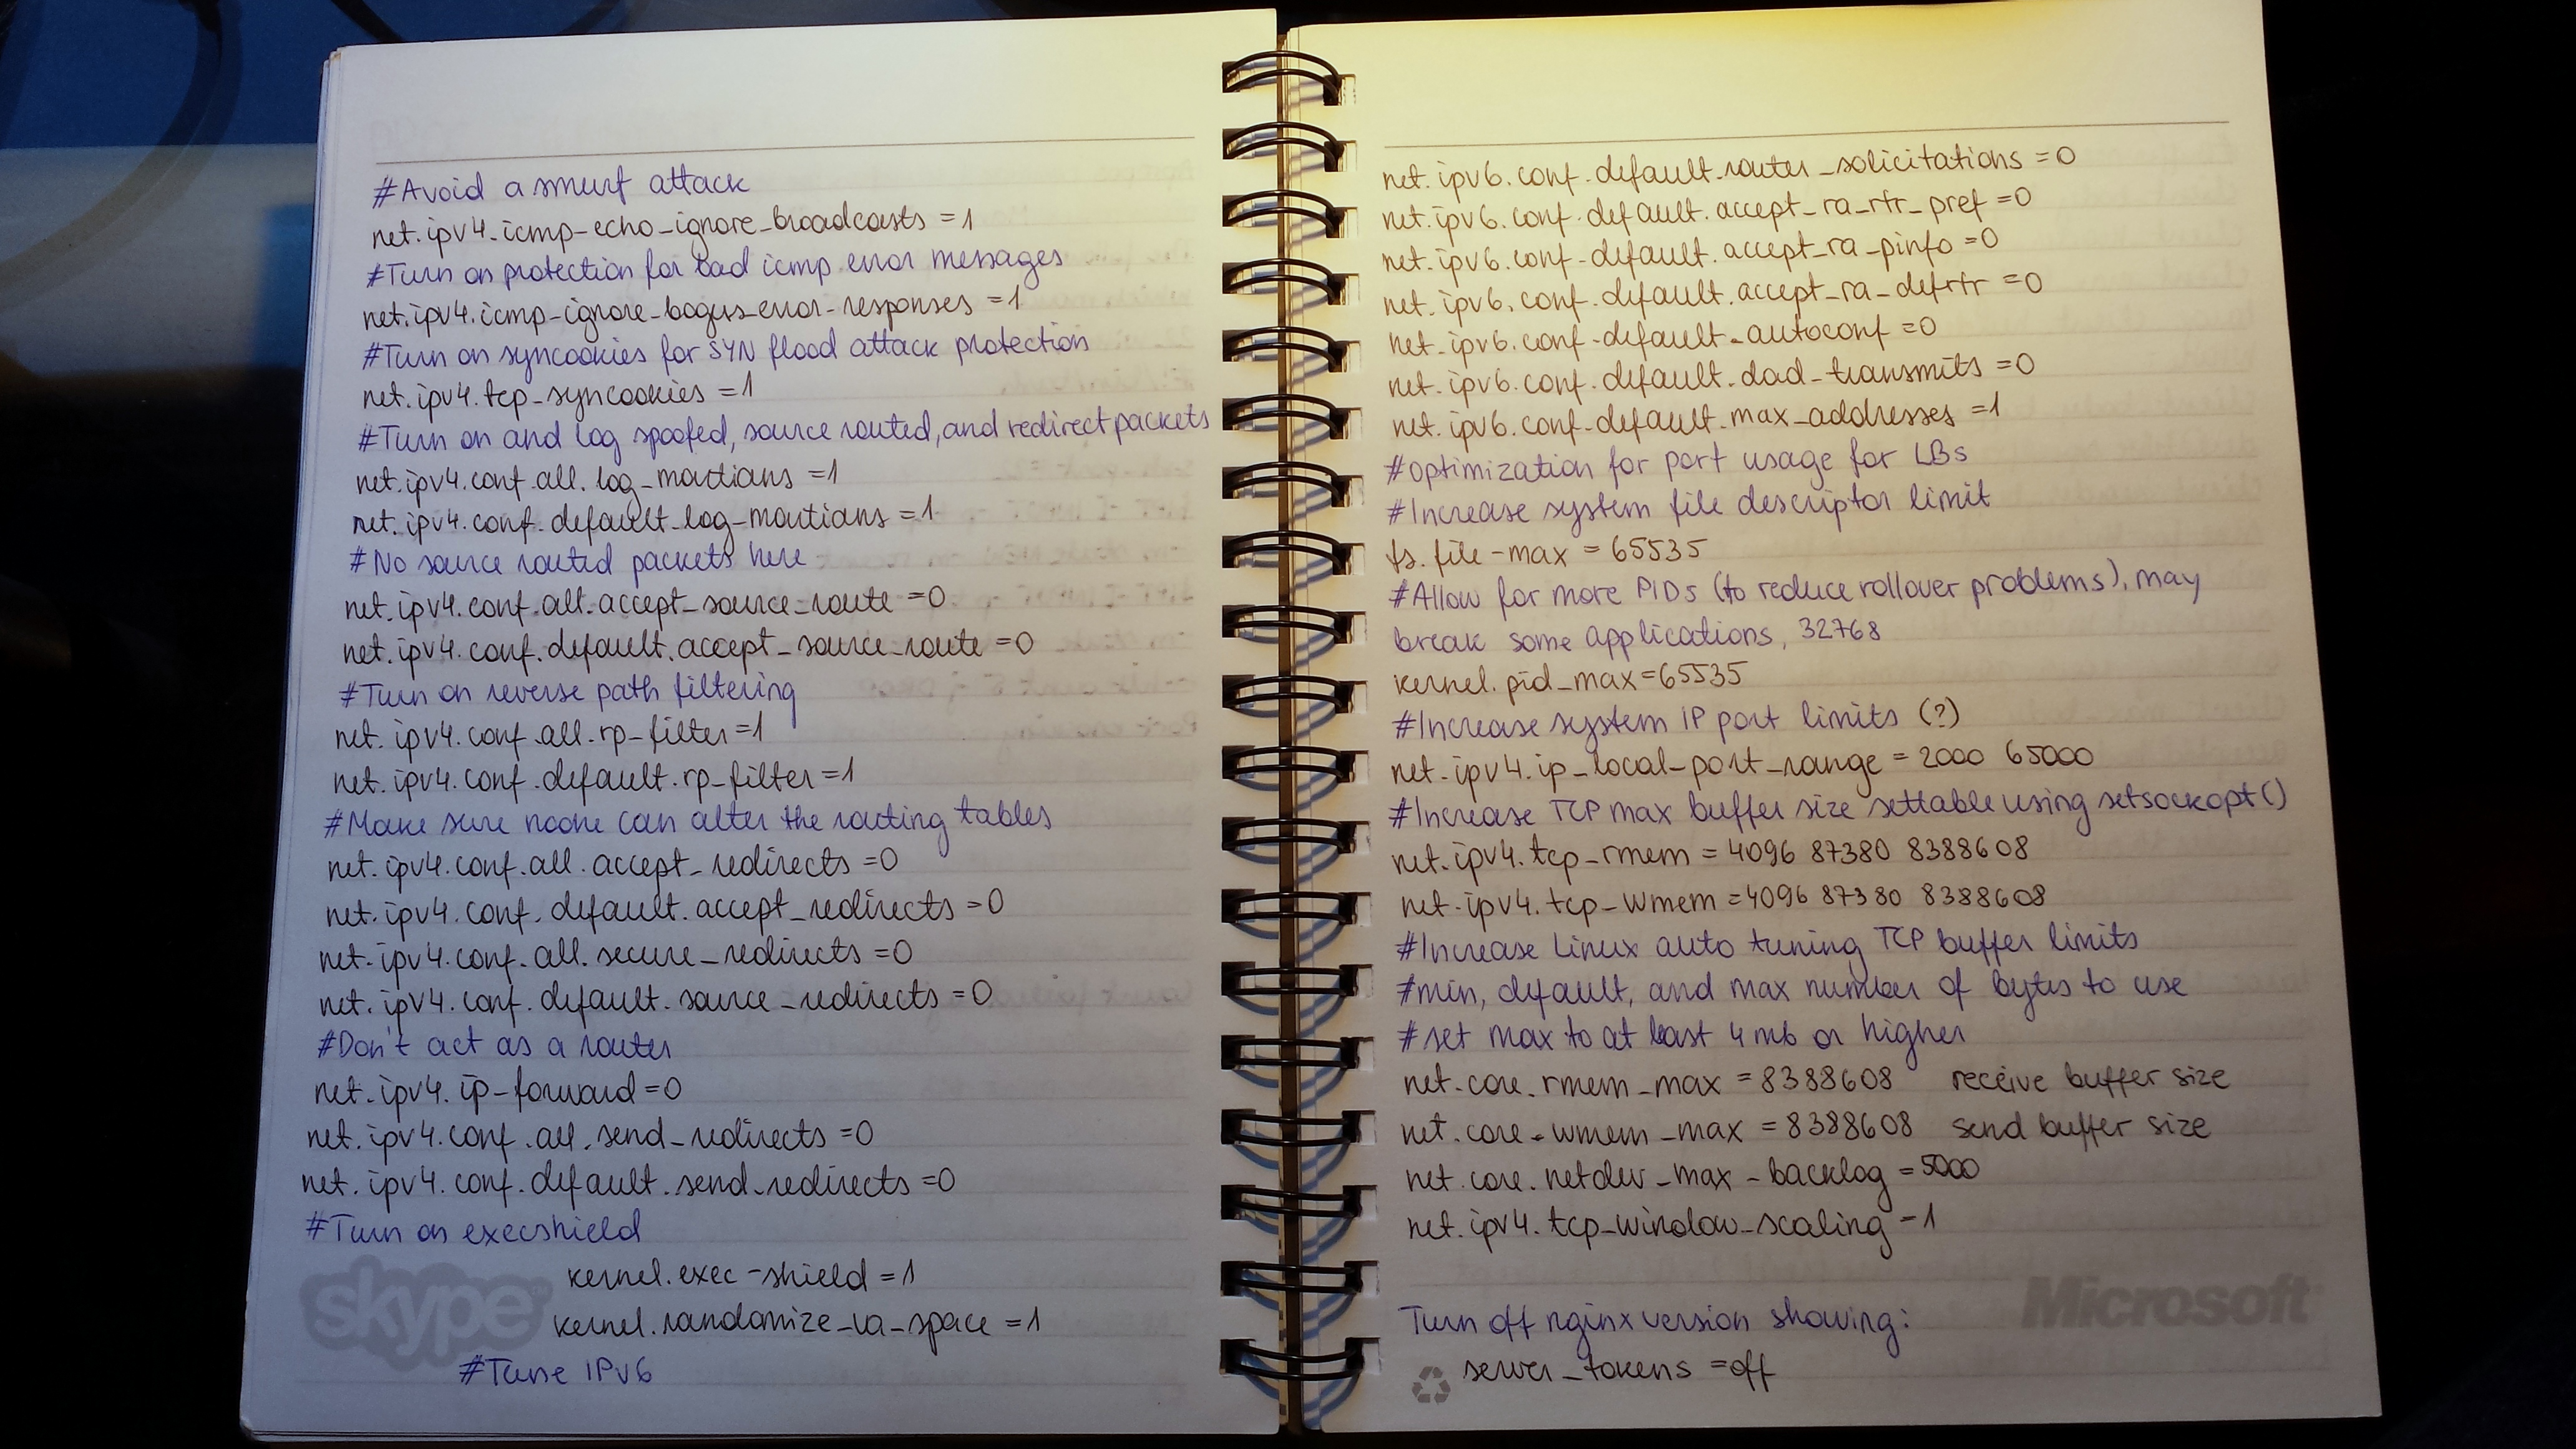 #Avoid a smurf attack
net.ipv4.icmp-echo_ignore_broadcasts =1
#Turn on protection for bad icmp error messages
net.ipv4.icmp-ignore_bogus_error-responses =1
#Turn on syncookies for SYN flood attack protection
net.ipv4.tcp_syncookies =1
#Turn on and log spoofed, source routed, and redirect packets
net.ipv4.conf.all.log_martians =1
net.ipv4.conf.default.log_martians =1
#No source routed packets here
net.ipv4.conf.all.accept_source_route =0
net.ipv4.conf.default.accept_source_route =0
#Turn on reverse path filtering
net.ipv4.conf.all.rp_filter=1
net.ipv4.conf.default.rp_filter=1
#Make sure noone can alter the routing tables
net.ipv4.conf.all.accept_redirects =0
net.ipv4.conf.default.accept_redirects =0
net.ipv4.conf.all.secure_redirects =0
net.ipv4.conf.default.source_redirects =0
#Don't act as a router
net.ipv4.ip_forward=0
net.ipv4.conf.all.send_redirects =0
net.ipv4.conf.default.send_redirects =0
#Turn on execshield
kernel.exec-shield =1
kernel.randomize_va_space =1
#Tune IPv6
skype
net.ipv6.conf.default.router_solicitations =0
net.ipv6.conf.default.accept_ra_rtr_pref =0
net.ipv6.conf.default.accept_ra_pinfo =0
net.ipv6.conf.default.accept_ra_defrtr =0
net.ipv6.conf.default.autoconf =0
net.ipv6.conf.default.dad_transmits =0
net.ipv6.conf.default.max_addresses =1
#optimization for port usage for LBs
#Increase system file descriptor limit
fs.file-max = 65535
#Allow for more PIDs (to reduce rollover problems), may
break some applications, 32768
kernel.pid_max=65535
#Increase system IP port limits (?)
net.ipv4.ip_local_port_range = 2000 65000
#Increase TCP max buffer size settable using setsockopt()
net.ipv4.tcp_rmem = 4096 87380 8388608
net.ipv4.tcp_wmem =4096 87380 8388608
#Increase Linux auto tuning TCP buffer limits
#min, default, and max number of bytes to use
#set max to at least 4 mb or higher
net.core.rmem_max = 8388608 receive buffer size
net.core.wmem_max = 8388608 send buffer size
net.core.netdev_max_backlog =5000
net.ipv4.tcp_window_scaling =1
Turn off nginx version showing:
server_tokens =off
Microsoft